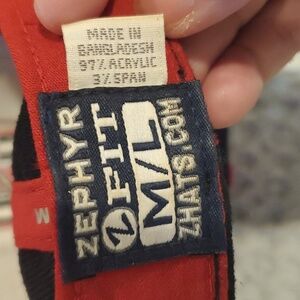 MADE IN
BANGLADESH
97% ACRYLIC
3% SPAN
ZEPHYR
Z FIT
M/L
ZHATS.COM
M